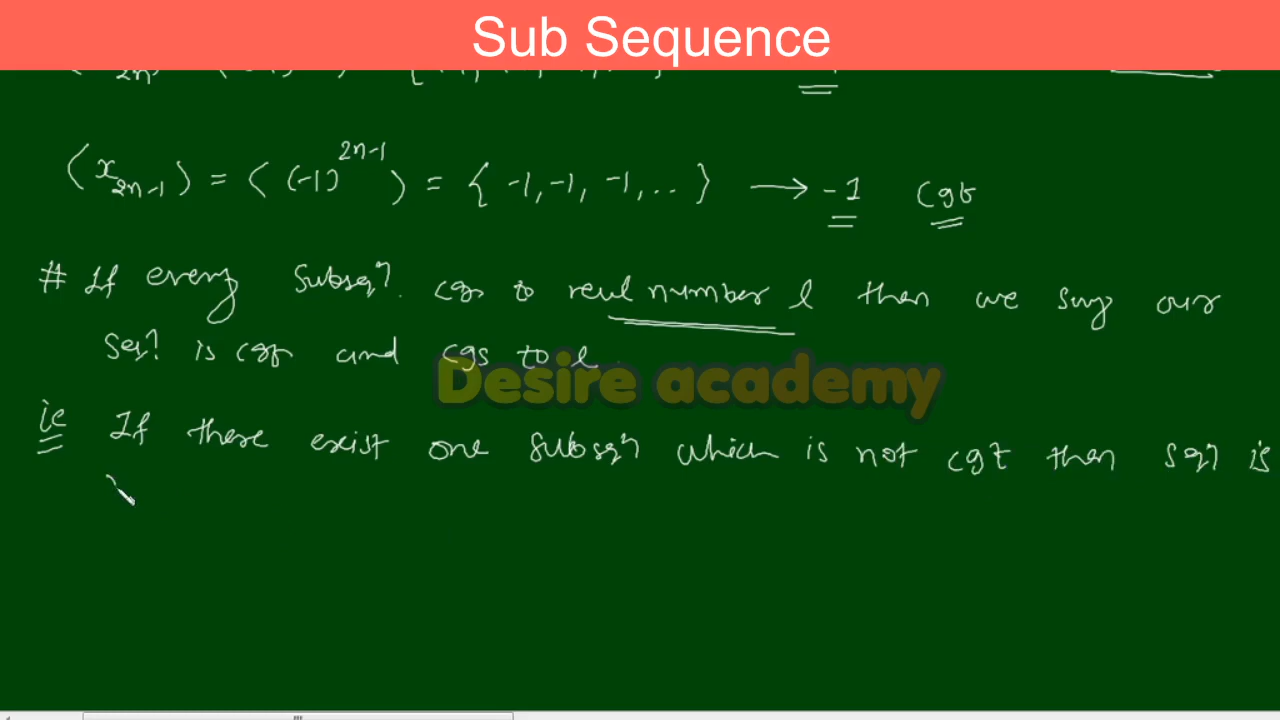 Sub Sequence
⟨x_{2n-1}⟩ = ⟨(-1)^{2n-1}⟩ = { -1, -1, -1, .. } → -1 Cgt
# If every Subsqn. cgs to real number l then we say our
Seqn is cgt and cgs to l.
Desire academy
ie If there exist one subsqn which is not cgt then sqn is